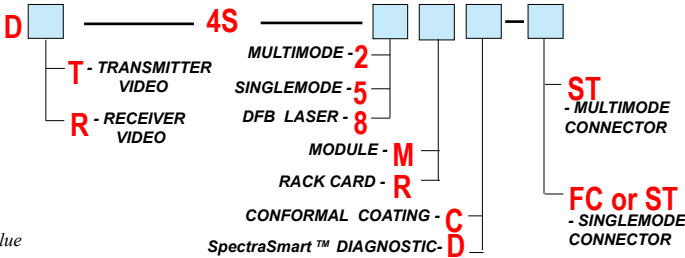 D 4S -
MULTIMODE - 2
SINGLEMODE - 5
DFB LASER - 8
T - TRANSMITTER
VIDEO
R - RECEIVER
VIDEO
MODULE - M
RACK CARD - R
CONFORMAL COATING - C
SpectraSmart ™ DIAGNOSTIC- D
ST
- MULTIMODE
CONNECTOR
FC or ST
- SINGLEMODE
CONNECTOR
lue